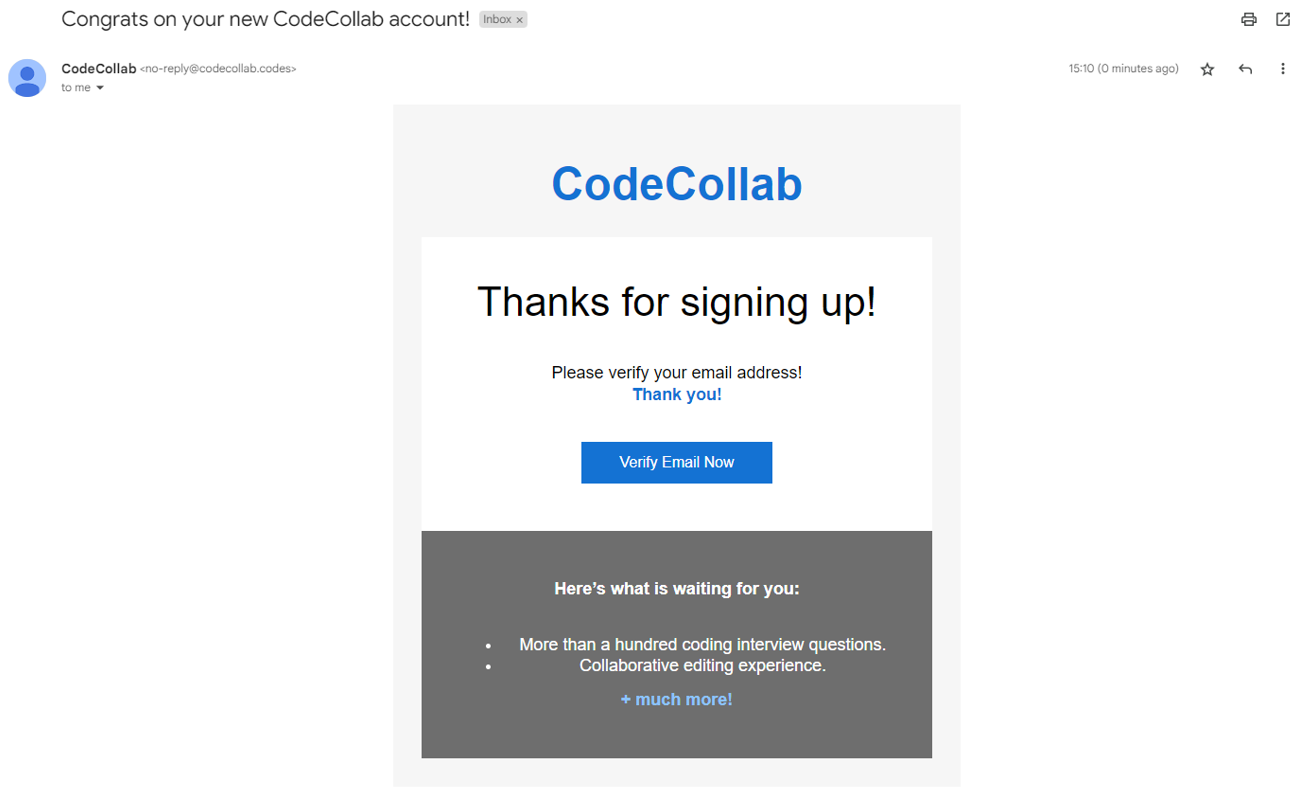 Congrats on your new CodeCollab account! Inbox ×
CodeCollab <no-reply@codecollab.codes> 15:10 (0 minutes ago)
to me
CodeCollab
Thanks for signing up!
Please verify your email address!
Thank you!
Verify Email Now
Here’s what is waiting for you:
• More than a hundred coding interview questions.
• Collaborative editing experience.
+ much more!